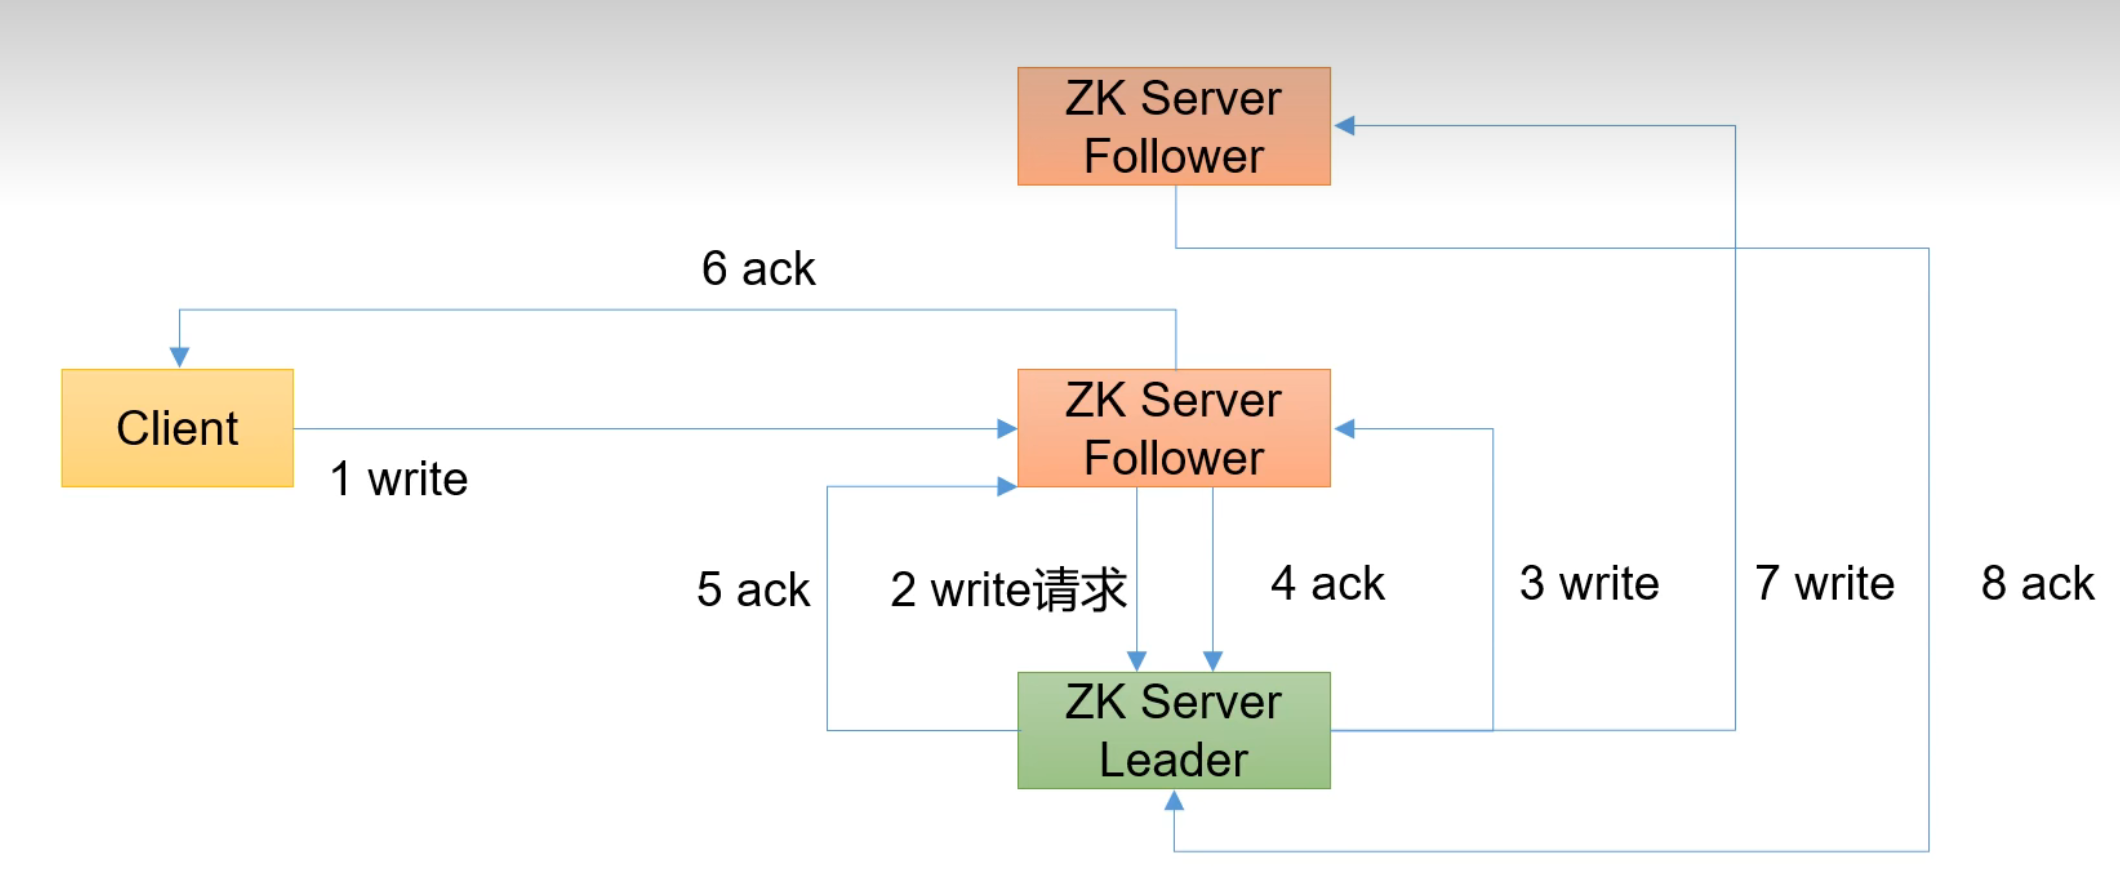 ZK Server
Follower
6 ack
Client
1 write
ZK Server
Follower
5 ack
2 write请求
4 ack
3 write
7 write
8 ack
ZK Server
Leader